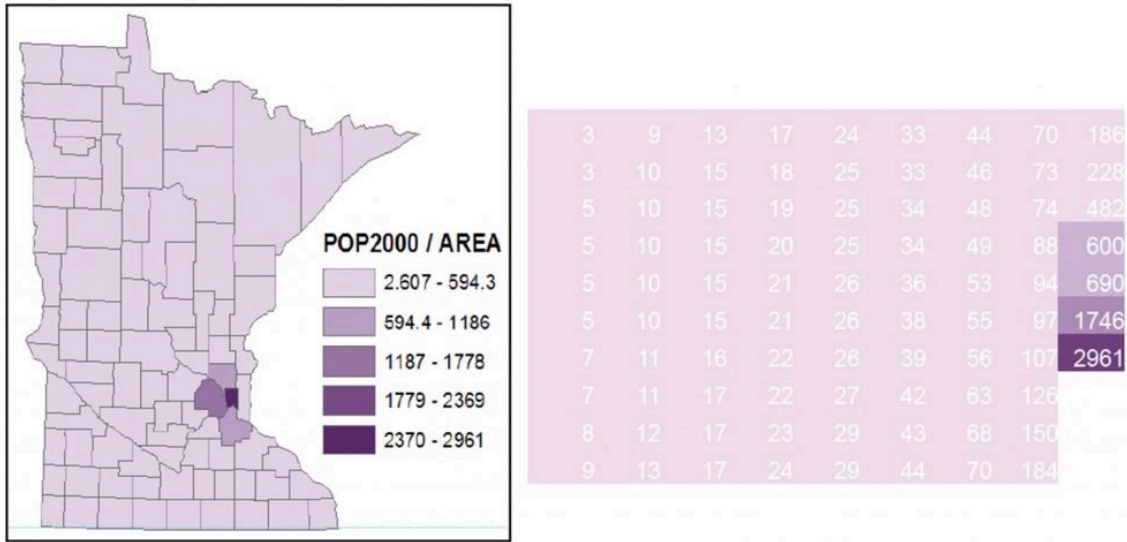 POP2000 / AREA
2.607 - 594.3
594.4 - 1186
1187 - 1778
1779 - 2369
2370 - 2961
3 9 13 17 24 33 44 70 186
3 10 15 18 25 33 46 73 228
5 10 15 19 25 34 48 74 482
5 10 15 20 25 34 49 88 600
5 10 15 21 26 36 53 94 690
5 10 15 21 26 38 55 97 1746
7 11 16 22 26 39 56 107 2961
7 11 17 22 27 42 63 126
8 12 17 23 29 43 68 150
9 13 17 24 29 44 70 184